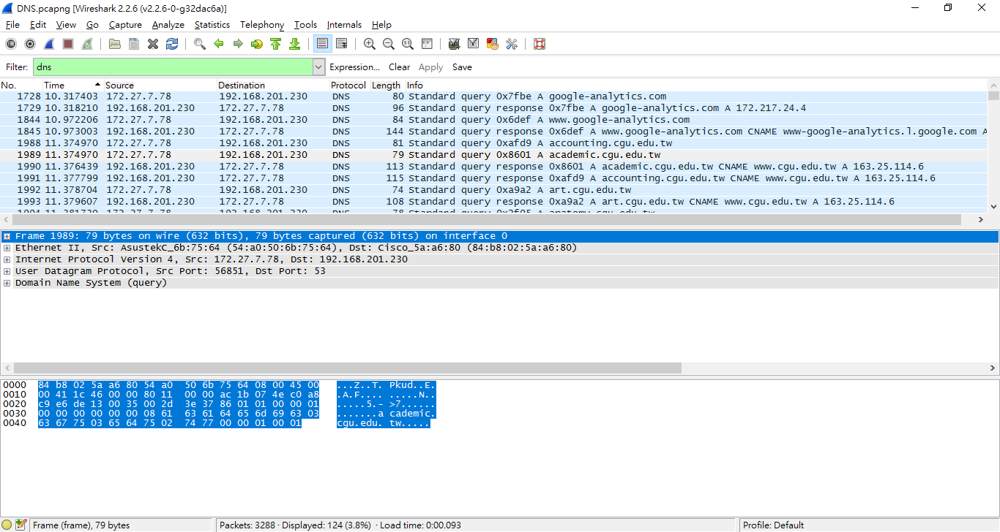 DNS.pcapng [Wireshark 2.2.6 (v2.2.6-0-g32dac6a)]
File Edit View Go Capture Analyze Statistics Telephony Tools Internals Help
Filter: dns Expression... Clear Apply Save
No. Time Source Destination Protocol Length Info
1728 10.317403 172.27.7.78 192.168.201.230 DNS 80 Standard query 0x7fbe A google-analytics.com
1729 10.318210 192.168.201.230 172.27.7.78 DNS 96 Standard query response 0x7fbe A google-analytics.com A 172.217.24.4
1844 10.972206 172.27.7.78 192.168.201.230 DNS 84 Standard query 0x6def A www.google-analytics.com
1845 10.973003 192.168.201.230 172.27.7.78 DNS 144 Standard query response 0x6def A www.google-analytics.com CNAME www-google-analytics.l.google.com A
1988 11.374970 172.27.7.78 192.168.201.230 DNS 81 Standard query 0xafd9 A accounting.cgu.edu.tw
1989 11.374970 172.27.7.78 192.168.201.230 DNS 79 Standard query 0x8601 A academic.cgu.edu.tw
1990 11.376439 192.168.201.230 172.27.7.78 DNS 113 Standard query response 0x8601 A academic.cgu.edu.tw CNAME www.cgu.edu.tw A 163.25.114.6
1991 11.377799 192.168.201.230 172.27.7.78 DNS 115 Standard query response 0xafd9 A accounting.cgu.edu.tw CNAME www.cgu.edu.tw A 163.25.114.6
1992 11.378704 172.27.7.78 192.168.201.230 DNS 74 Standard query 0xa9a2 A art.cgu.edu.tw
1993 11.379607 192.168.201.230 172.27.7.78 DNS 108 Standard query response 0xa9a2 A art.cgu.edu.tw CNAME www.cgu.edu.tw A 163.25.114.6
Frame 1989: 79 bytes on wire (632 bits), 79 bytes captured (632 bits) on interface 0
Ethernet II, Src: AsustekC_6b:75:64 (54:a0:50:6b:75:64), Dst: Cisco_5a:a6:80 (84:b8:02:5a:a6:80)
Internet Protocol Version 4, Src: 172.27.7.78, Dst: 192.168.201.230
User Datagram Protocol, Src Port: 56851, Dst Port: 53
Domain Name System (query)
0000 84 b8 02 5a a6 80 54 a0 50 6b 75 64 08 00 45 00 ...Z..T. Pkud..E.
0010 00 41 1c 46 00 00 80 11 00 00 ac 1b 07 4e c0 a8 .A.F.... .....N..
0020 c9 e6 de 13 00 35 00 2d 3e 37 86 01 01 00 00 01 .....5.- >7......
0030 00 00 00 00 00 00 08 61 63 61 64 65 6d 69 63 03 .......a cademic.
0040 63 67 75 03 65 64 75 02 74 77 00 00 01 00 01 cgu.edu. tw.....
Frame (frame), 79 bytes Packets: 3288 · Displayed: 124 (3.8%) · Load time: 0:00.093 Profile: Default